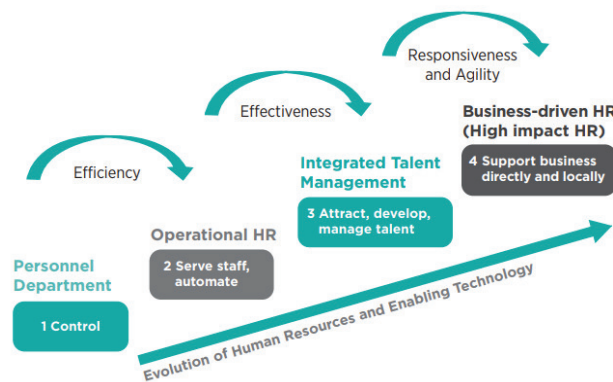 Responsiveness
and Agility
Effectiveness
Efficiency
Business-driven HR
(High impact HR)
4 Support business
directly and locally
Integrated Talent
Management
3 Attract, develop,
manage talent
Operational HR
2 Serve staff,
automate
Personnel
Department
1 Control
Evolution of Human Resources and Enabling Technology